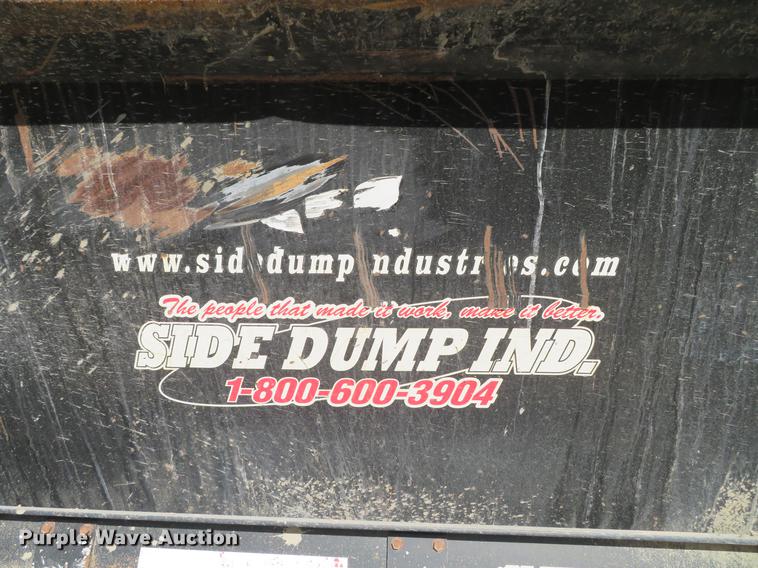 www.sidedumpindustries.com
The people that made it work, make it better.
SIDE DUMP IND.
1-800-600-3904
Purple Wave Auction